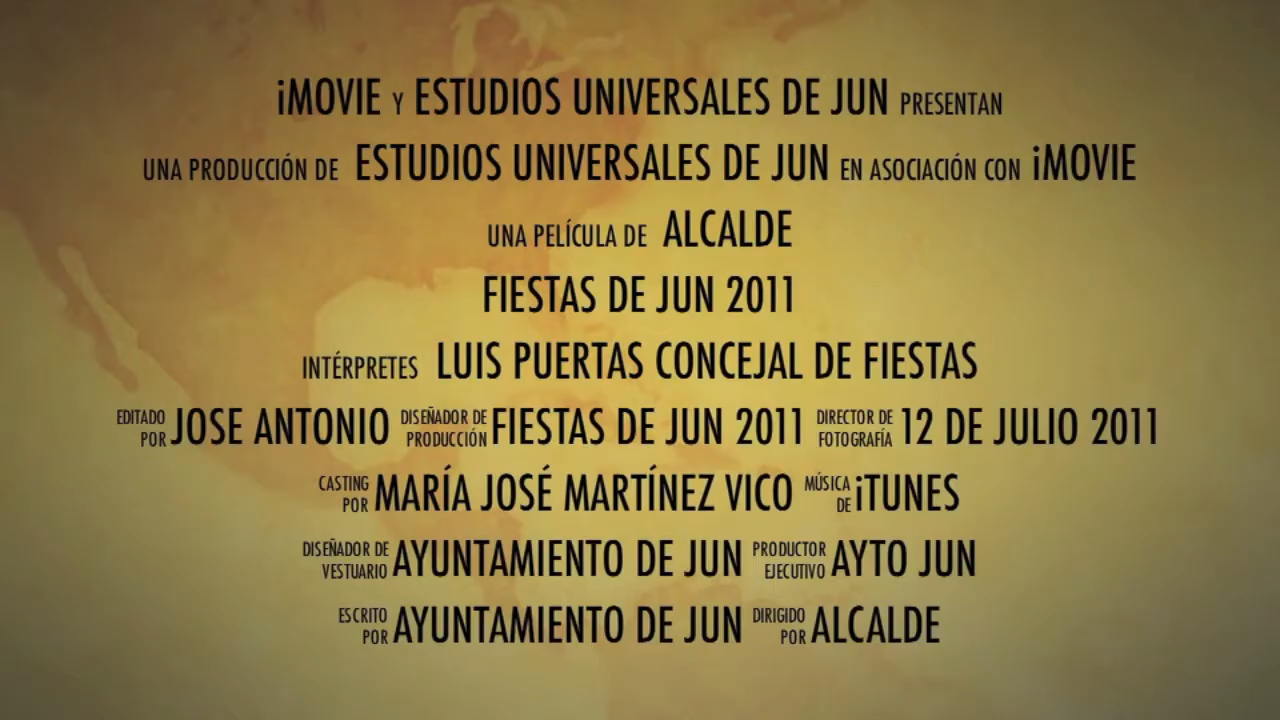 iMOVIE Y ESTUDIOS UNIVERSALES DE JUN PRESENTAN
UNA PRODUCCIÓN DE ESTUDIOS UNIVERSALES DE JUN EN ASOCIACIÓN CON iMOVIE
UNA PELÍCULA DE ALCALDE
FIESTAS DE JUN 2011
INTÉRPRETES LUIS PUERTAS CONCEJAL DE FIESTAS
EDITADO POR JOSE ANTONIO DISEÑADOR DE PRODUCCIÓN FIESTAS DE JUN 2011 DIRECTOR DE FOTOGRAFÍA 12 DE JULIO 2011
CASTING POR MARÍA JOSÉ MARTÍNEZ VICO MÚSICA DE iTUNES
DISEÑADOR DE VESTUARIO AYUNTAMIENTO DE JUN PRODUCTOR EJECUTIVO AYTO JUN
ESCRITO POR AYUNTAMIENTO DE JUN DIRIGIDO POR ALCALDE